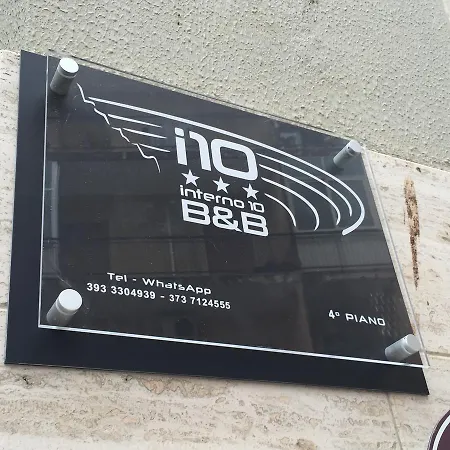 i10
interno 10
B&B
Tel - WhatsApp
393 3304939 - 373 7124555
4° PIANO